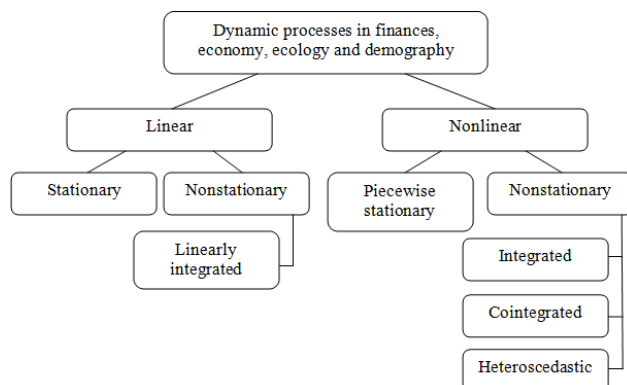 Dynamic processes in finances,
economy, ecology and demography
Linear
Nonlinear
Stationary
Nonstationary
Piecewise
stationary
Nonstationary
Linearly
integrated
Integrated
Cointegrated
Heteroscedastic